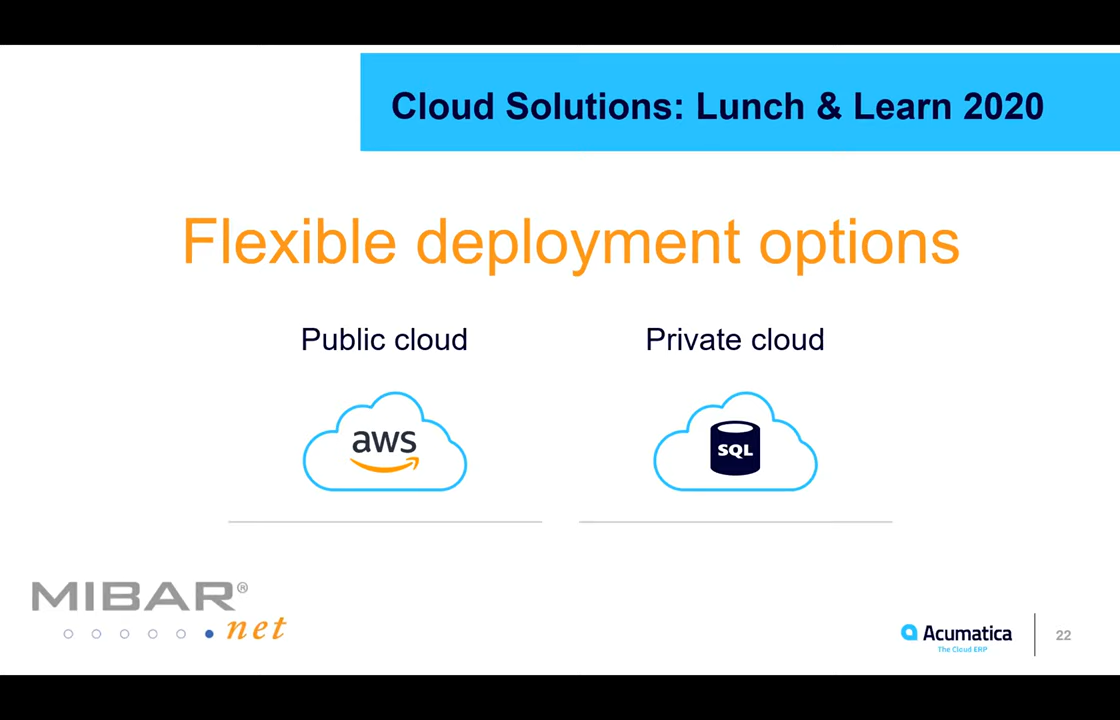 Cloud Solutions: Lunch & Learn 2020
Flexible deployment options
Public cloud
Private cloud
aws
SQL
MIBAR®
net
Acumatica
The Cloud ERP
22